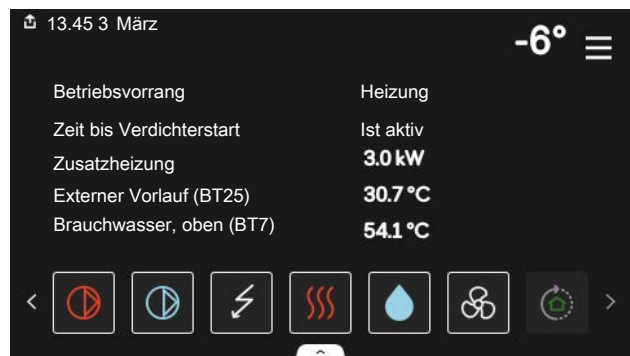 13.45 3 März
-6°
Betriebsvorrang Heizung
Zeit bis Verdichterstart Ist aktiv
Zusatzheizung 3.0 kW
Externer Vorlauf (BT25) 30.7 °C
Brauchwasser, oben (BT7) 54.1 °C